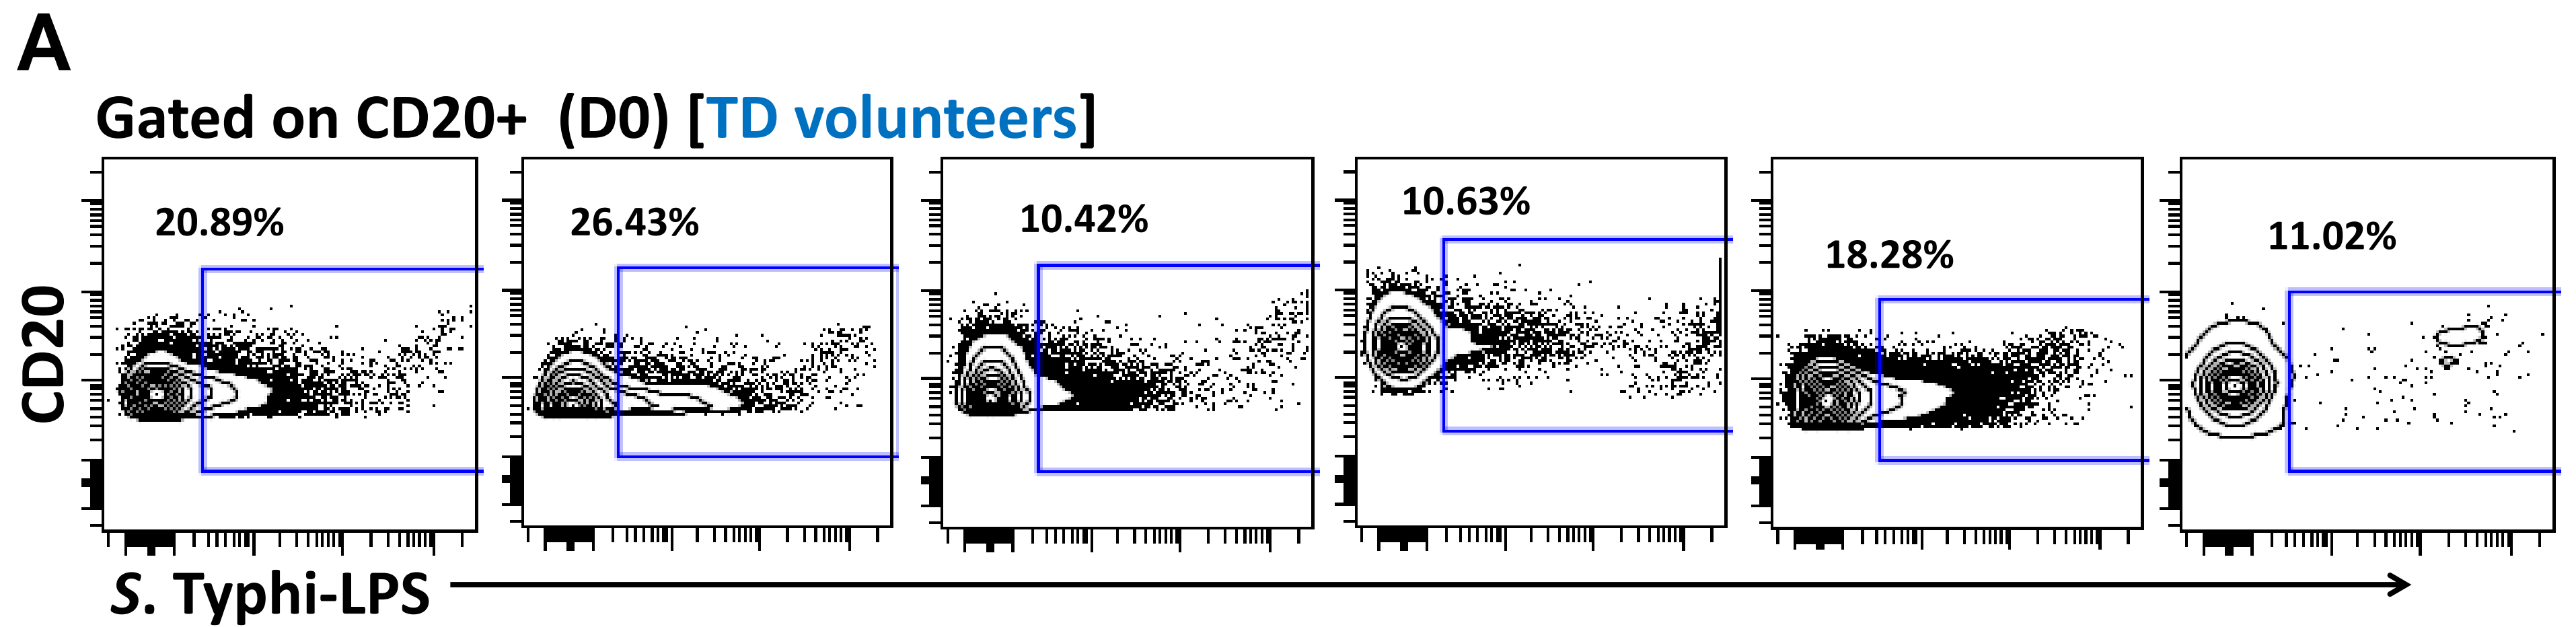 A
Gated on CD20+ (D0) [TD volunteers]
20.89% 26.43% 10.42% 10.63% 18.28% 11.02%
CD20
S. Typhi-LPS